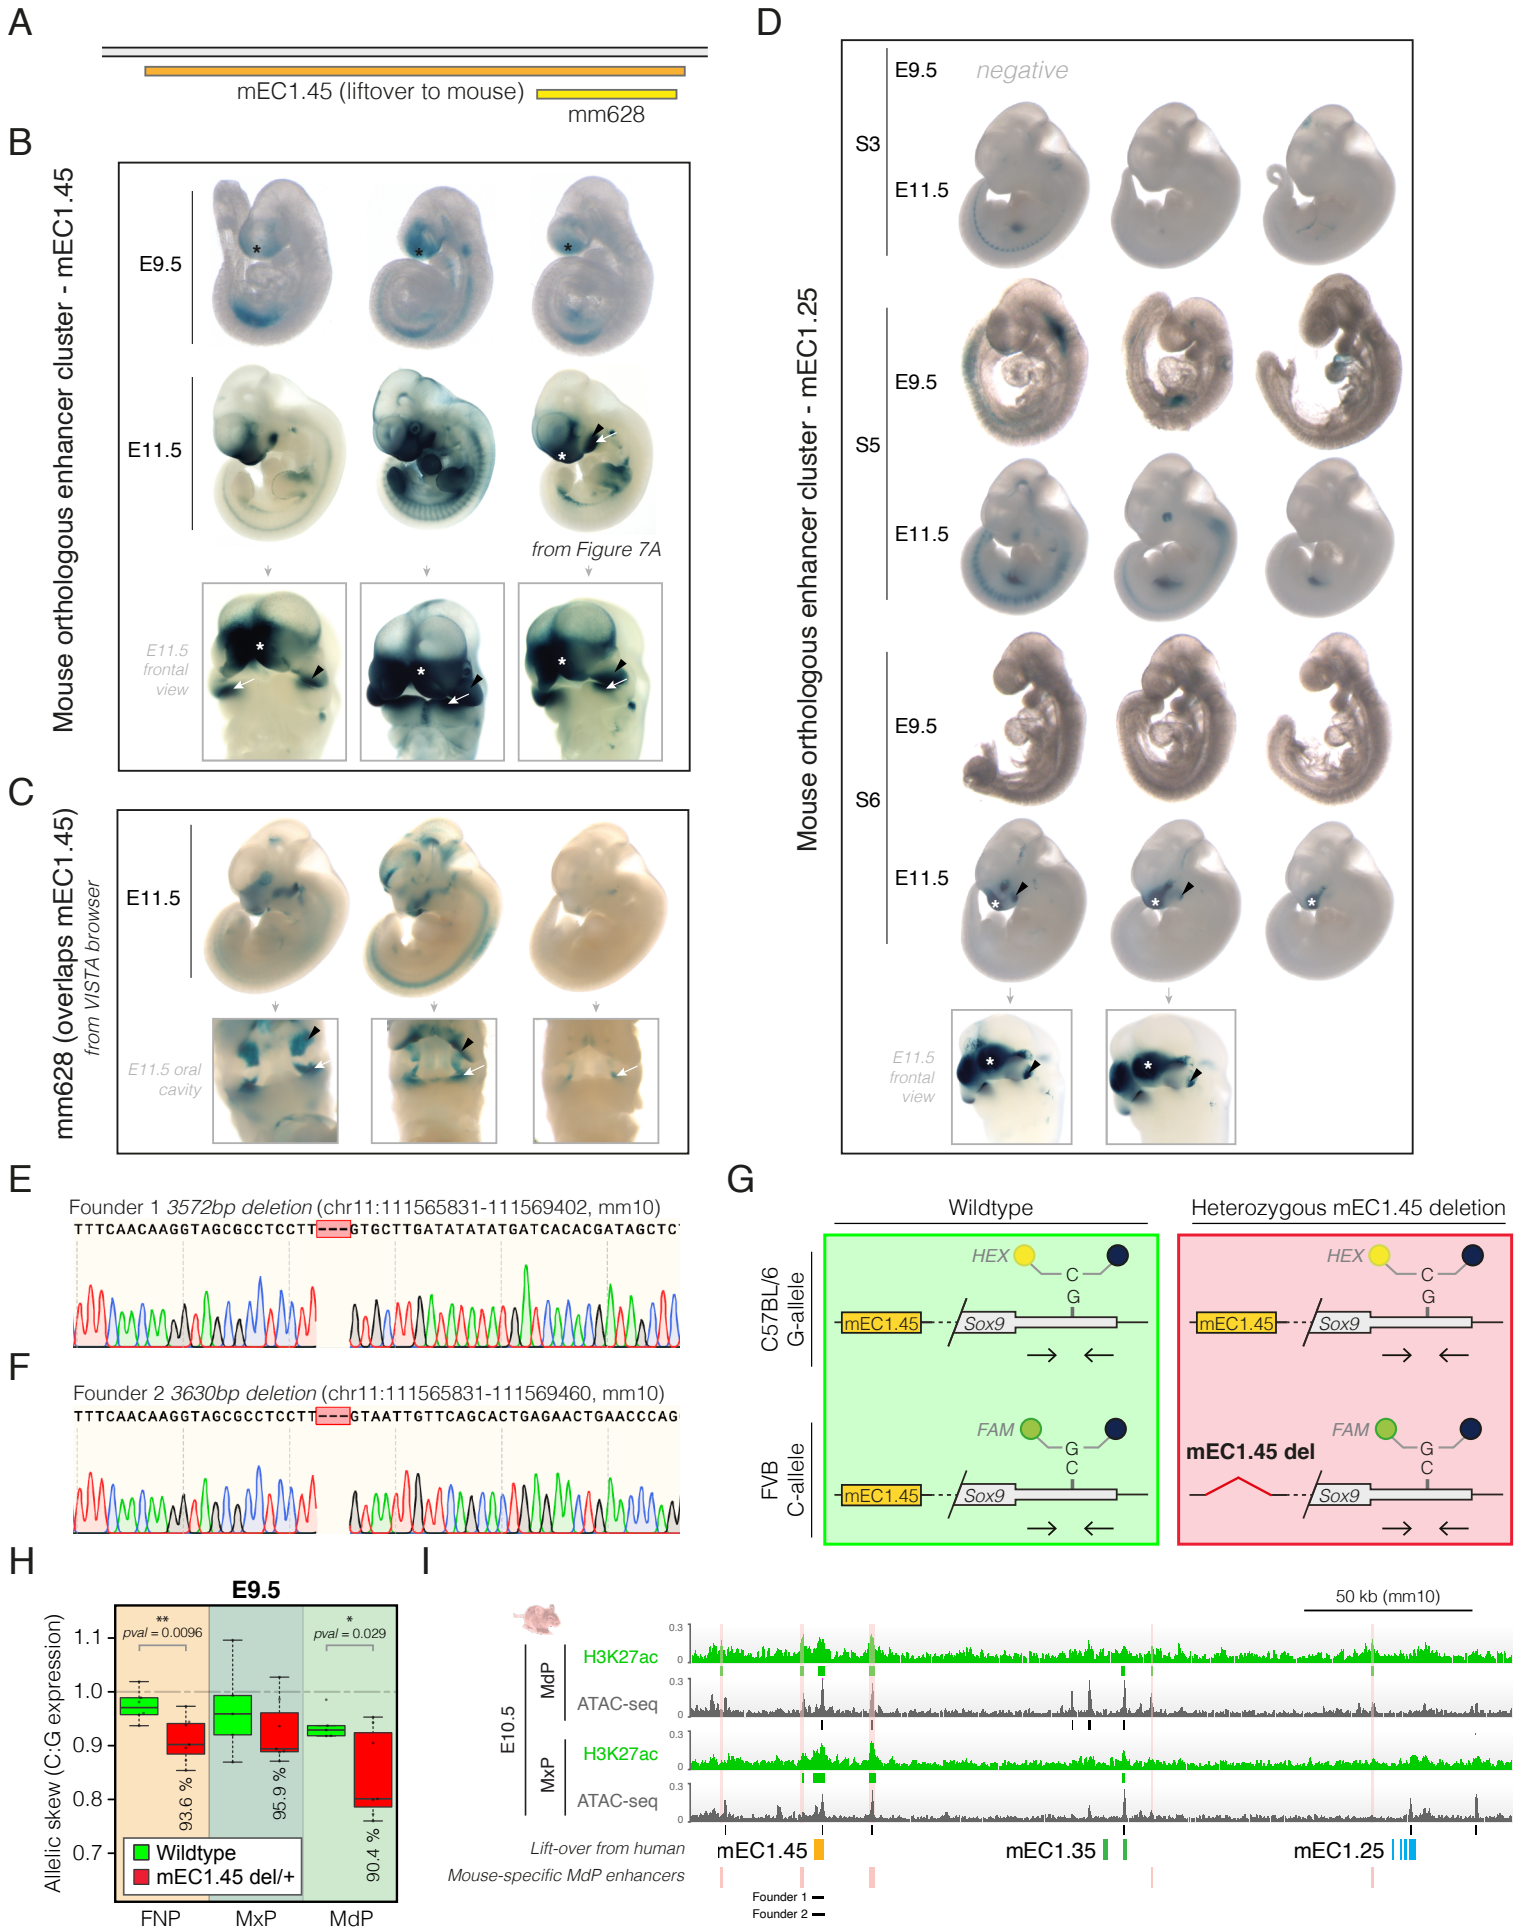 A
mEC1.45 (liftover to mouse)
mm628
B
Mouse orthologous enhancer cluster - mEC1.45
E9.5
*
*
*
E11.5
*
from Figure 7A
E11.5
frontal
view
*
*
*
C
mm628 (overlaps mEC1.45)
from VISTA browser
E11.5
E11.5 oral
cavity
D
Mouse orthologous enhancer cluster - mEC1.25
S3
E9.5
negative
E11.5
S5
E9.5
E11.5
S6
E9.5
E11.5
*
*
*
E11.5
frontal
view
*
*
E
Founder 1 3572bp deletion (chr11:111565831-111569402, mm10)
TTTCAACAAGGTAGCGCCTCCTT---GTGCTTGATATATATGATCACACGATAGCTC
F
Founder 2 3630bp deletion (chr11:111565831-111569460, mm10)
TTTCAACAAGGTAGCGCCTCCTT---GTAATTGTTCAGCACTGAGAACTGAACCCAG
G
Wildtype
Heterozygous mEC1.45 deletion
C57BL/6
G-allele
HEX
C
G
mEC1.45
Sox9
HEX
C
G
mEC1.45
Sox9
FVB
C-allele
FAM
G
C
mEC1.45
Sox9
FAM
G
C
mEC1.45 del
Sox9
H
E9.5
Allelic skew (C:G expression)
1.1
1.0
0.9
0.8
0.7
**
pval = 0.0096
*
pval = 0.029
93.6 %
95.9 %
90.4 %
Wildtype
mEC1.45 del/+
FNP
MxP
MdP
I
50 kb (mm10)
E10.5
MdP
H3K27ac
0.3
0
ATAC-seq
0.3
0
MxP
H3K27ac
0.3
0
ATAC-seq
0.3
0
Lift-over from human
mEC1.45
mEC1.35
mEC1.25
Mouse-specific MdP enhancers
Founder 1
Founder 2